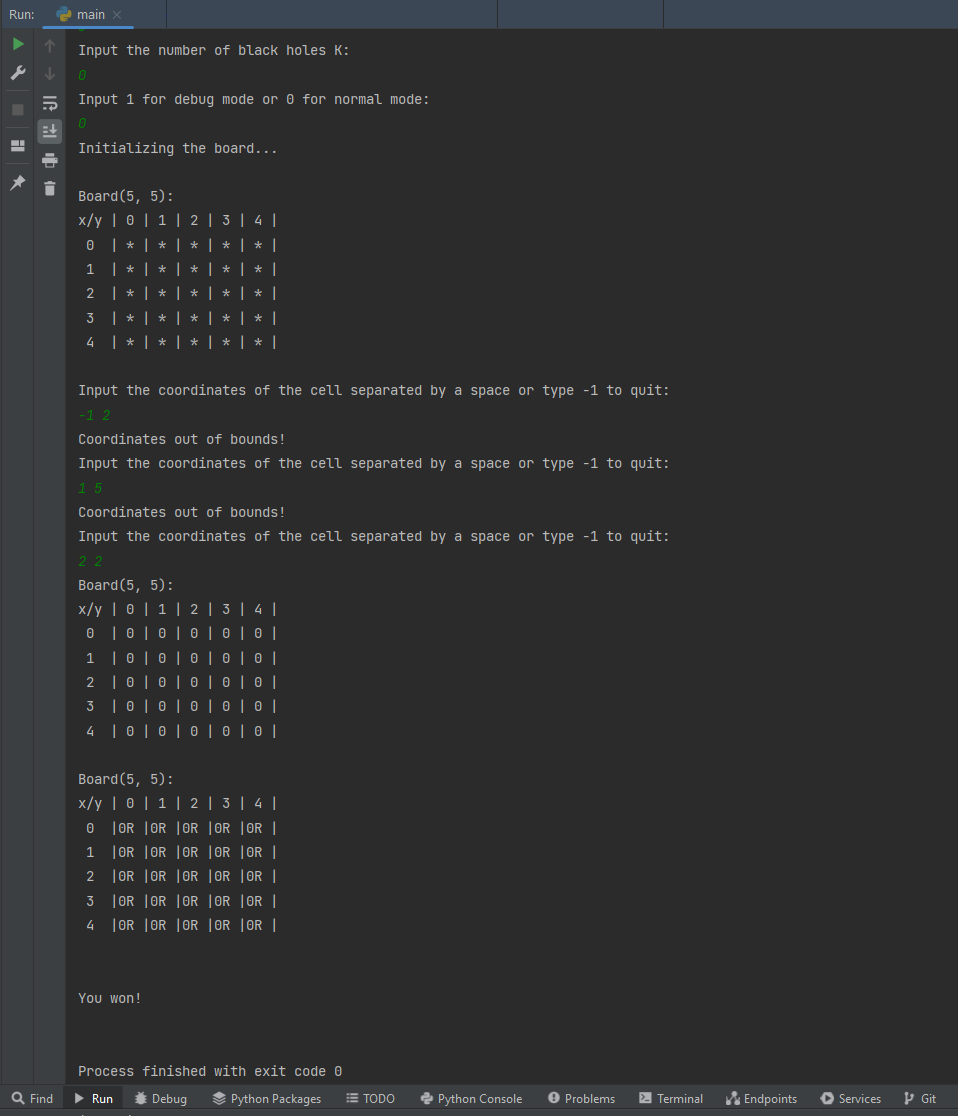 Run: main
Input the number of black holes K:
0
Input 1 for debug mode or 0 for normal mode:
0
Initializing the board...
Board(5, 5):
x/y | 0 | 1 | 2 | 3 | 4 |
0 | * | * | * | * | * |
1 | * | * | * | * | * |
2 | * | * | * | * | * |
3 | * | * | * | * | * |
4 | * | * | * | * | * |
Input the coordinates of the cell separated by a space or type -1 to quit:
-1 2
Coordinates out of bounds!
Input the coordinates of the cell separated by a space or type -1 to quit:
1 5
Coordinates out of bounds!
Input the coordinates of the cell separated by a space or type -1 to quit:
2 2
Board(5, 5):
x/y | 0 | 1 | 2 | 3 | 4 |
0 | 0 | 0 | 0 | 0 | 0 |
1 | 0 | 0 | 0 | 0 | 0 |
2 | 0 | 0 | 0 | 0 | 0 |
3 | 0 | 0 | 0 | 0 | 0 |
4 | 0 | 0 | 0 | 0 | 0 |
Board(5, 5):
x/y | 0 | 1 | 2 | 3 | 4 |
0 |0R |0R |0R |0R |0R |
1 |0R |0R |0R |0R |0R |
2 |0R |0R |0R |0R |0R |
3 |0R |0R |0R |0R |0R |
4 |0R |0R |0R |0R |0R |
You won!
Process finished with exit code 0
Find Run Debug Python Packages TODO Python Console Problems Terminal Endpoints Services Git